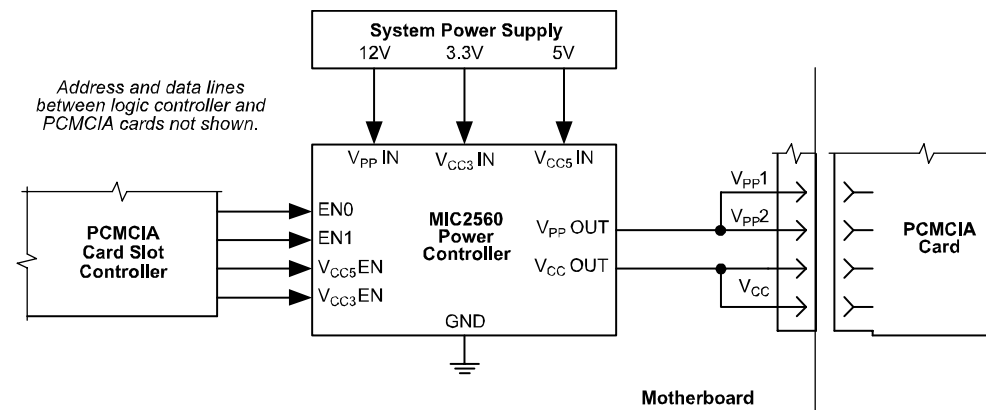 System Power Supply
12V 3.3V 5V
Address and data lines
between logic controller and
PCMCIA cards not shown.
VPP IN VCC3 IN VCC5 IN
PCMCIA
Card Slot
Controller
EN0
EN1
VCC5 EN
VCC3 EN
MIC2560
Power
Controller
VPP OUT
VCC OUT
GND
VPP1
VPP2
VCC
PCMCIA
Card
Motherboard